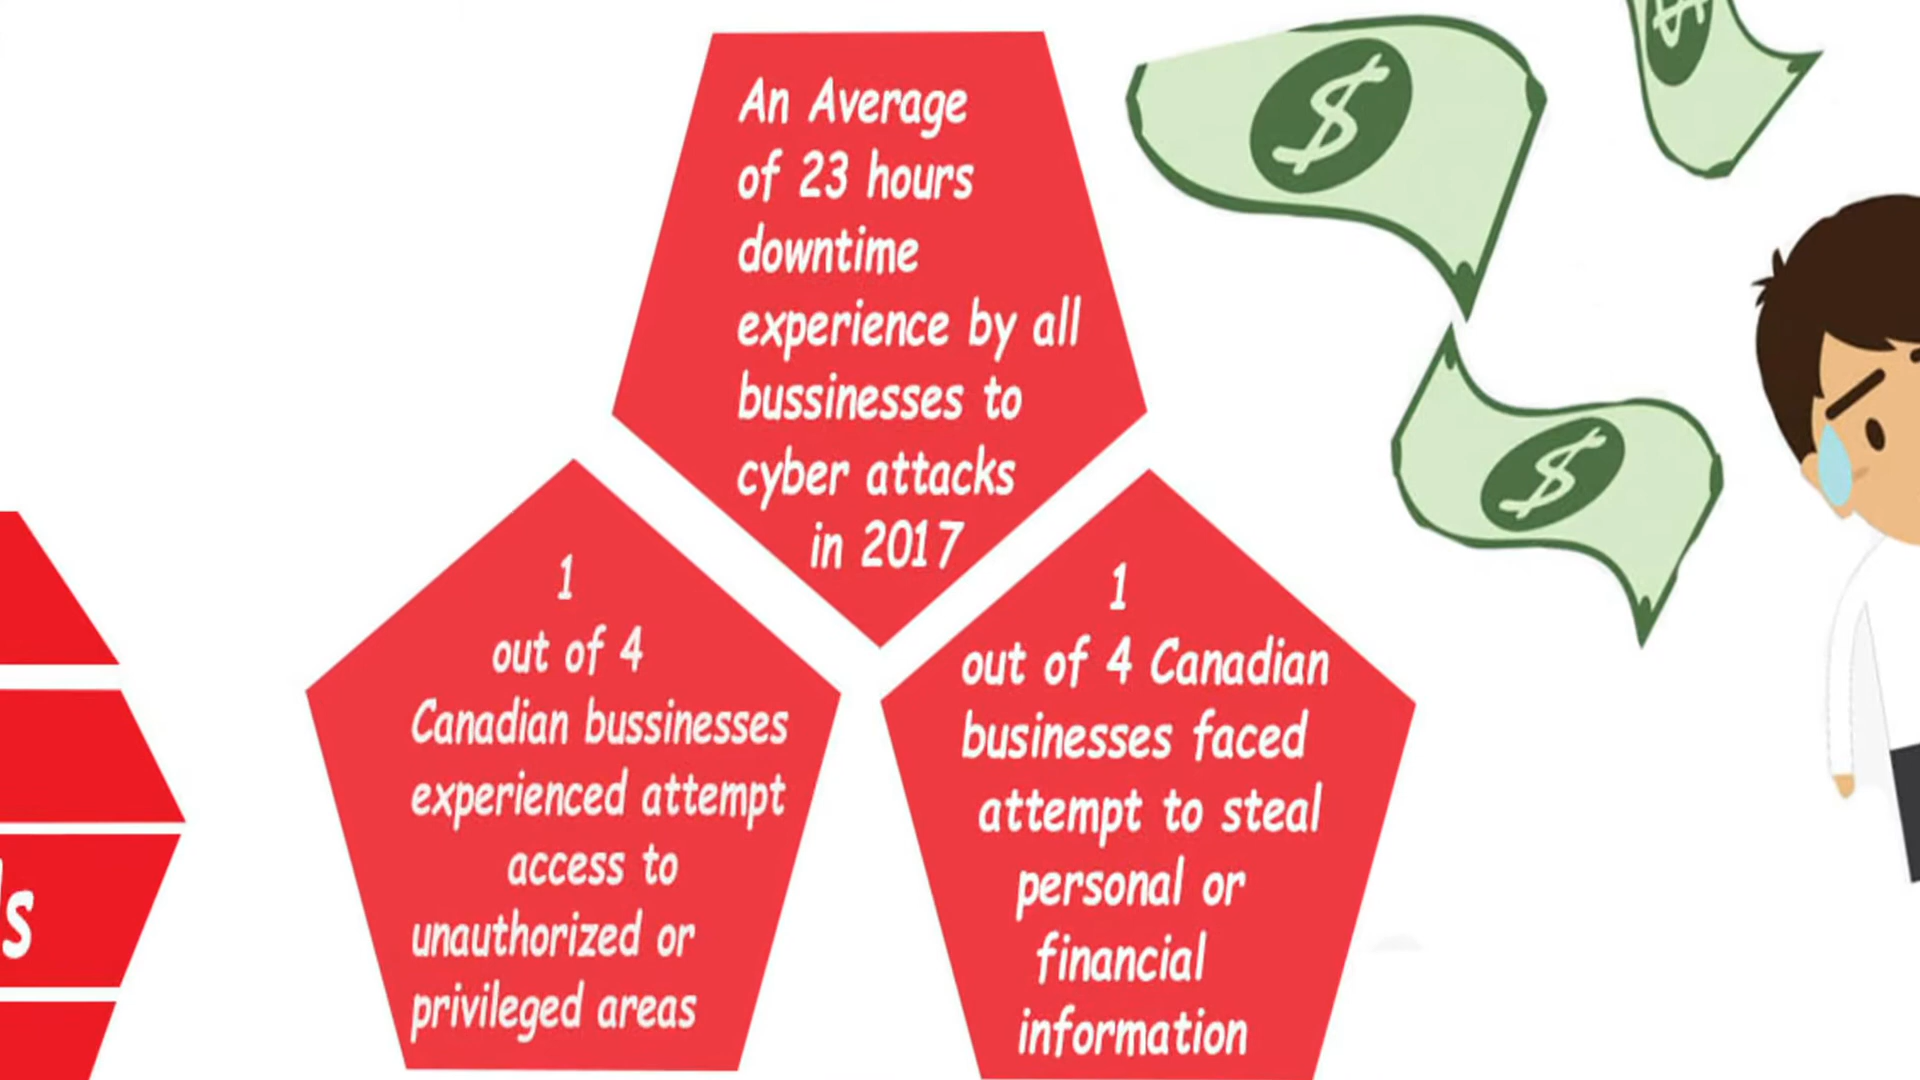 An Average
of 23 hours
downtime
experience by all
bussinesses to
cyber attacks
in 2017
1
out of 4
Canadian bussinesses
experienced attempt
access to
unauthorized or
privileged areas
1
out of 4 Canadian
businesses faced
attempt to steal
personal or
financial
information
$
$
$